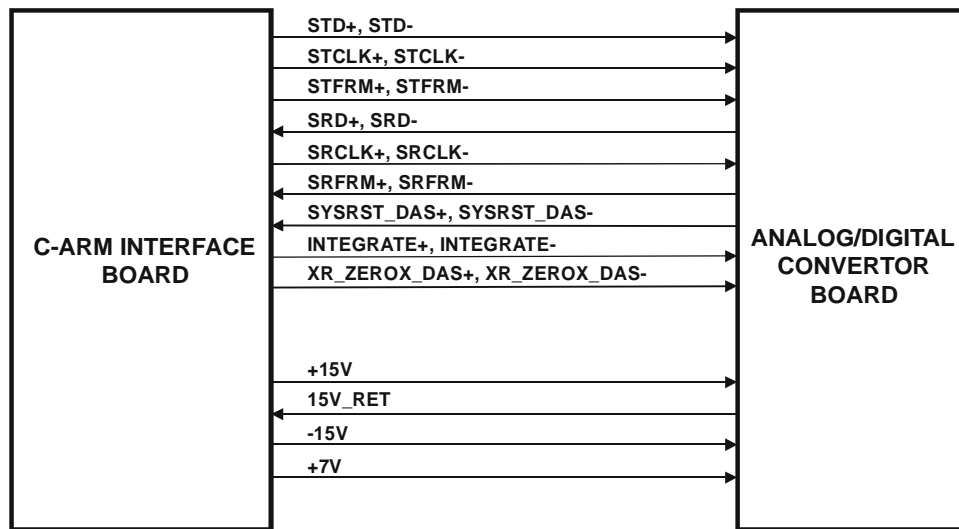 STD+, STD-
STCLK+, STCLK-
STFRM+, STFRM-
SRD+, SRD-
SRCLK+, SRCLK-
SRFRM+, SRFRM-
SYSRST_DAS+, SYSRST_DAS-
INTEGRATE+, INTEGRATE-
XR_ZEROX_DAS+, XR_ZEROX_DAS-
+15V
15V_RET
-15V
+7V
C-ARM INTERFACE
BOARD
ANALOG/DIGITAL
CONVERTOR
BOARD